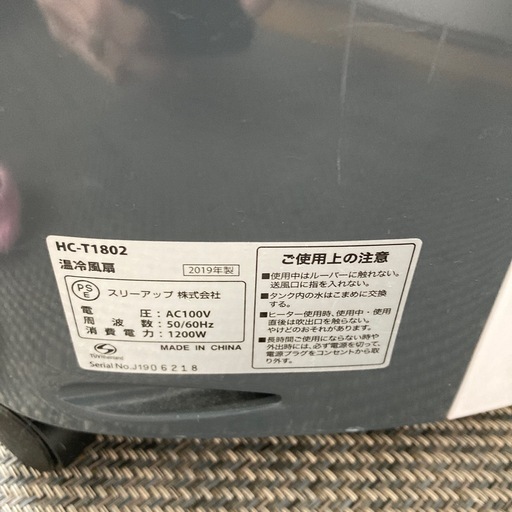 HC-T1802
温冷風扇
2019年製
PS
E
スリーアップ 株式会社
電圧:AC100V
周波数:50/60Hz
消費電力:1200W
MADE IN CHINA
TÜVRheinland
Serial No.J1906218
ご使用上の注意
■使用中はルーバーに触れない。
送風口に指を入れない。
■タンク内の水はこまめに交換
する。
■ヒーター使用時、使用中・使用
直後は吹出口を触らない。
やけどのおそれがあります。
■長時間ご使用にならない時や
外出時には、必ず電源を切って、
電源プラグをコンセントから取
り外す。